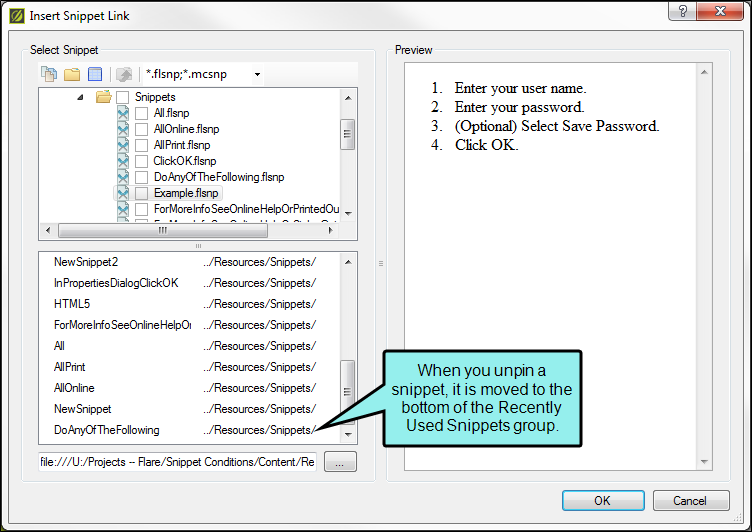 Insert Snippet Link
?
Select Snippet
*.flsnp;*.mcsnp
Snippets
All.flsnp
AllOnline.flsnp
AllPrint.flsnp
ClickOK.flsnp
DoAnyOfTheFollowing.flsnp
Example.flsnp
ForMoreInfoSeeOnlineHelpOrPrintedOu
NewSnippet2 ../Resources/Snippets/
InPropertiesDialogClickOK ../Resources/Snippets/
HTML5 ../Resources/Snippets/
ForMoreInfoSeeOnlineHelpOr ../Resources/Snippets/
All ../Resources/Snippets/
AllPrint ../Resources/Snippets/
AllOnline ../Resources/Snippets/
NewSnippet ../Resources/Snippets/
DoAnyOfTheFollowing ../Resources/Snippets/
file:///U:/Projects -- Flare/Snippet Conditions/Content/Re
...
Preview
1. Enter your user name.
2. Enter your password.
3. (Optional) Select Save Password.
4. Click OK.
When you unpin a
snippet, it is moved to the
bottom of the Recently
Used Snippets group.
OK
Cancel